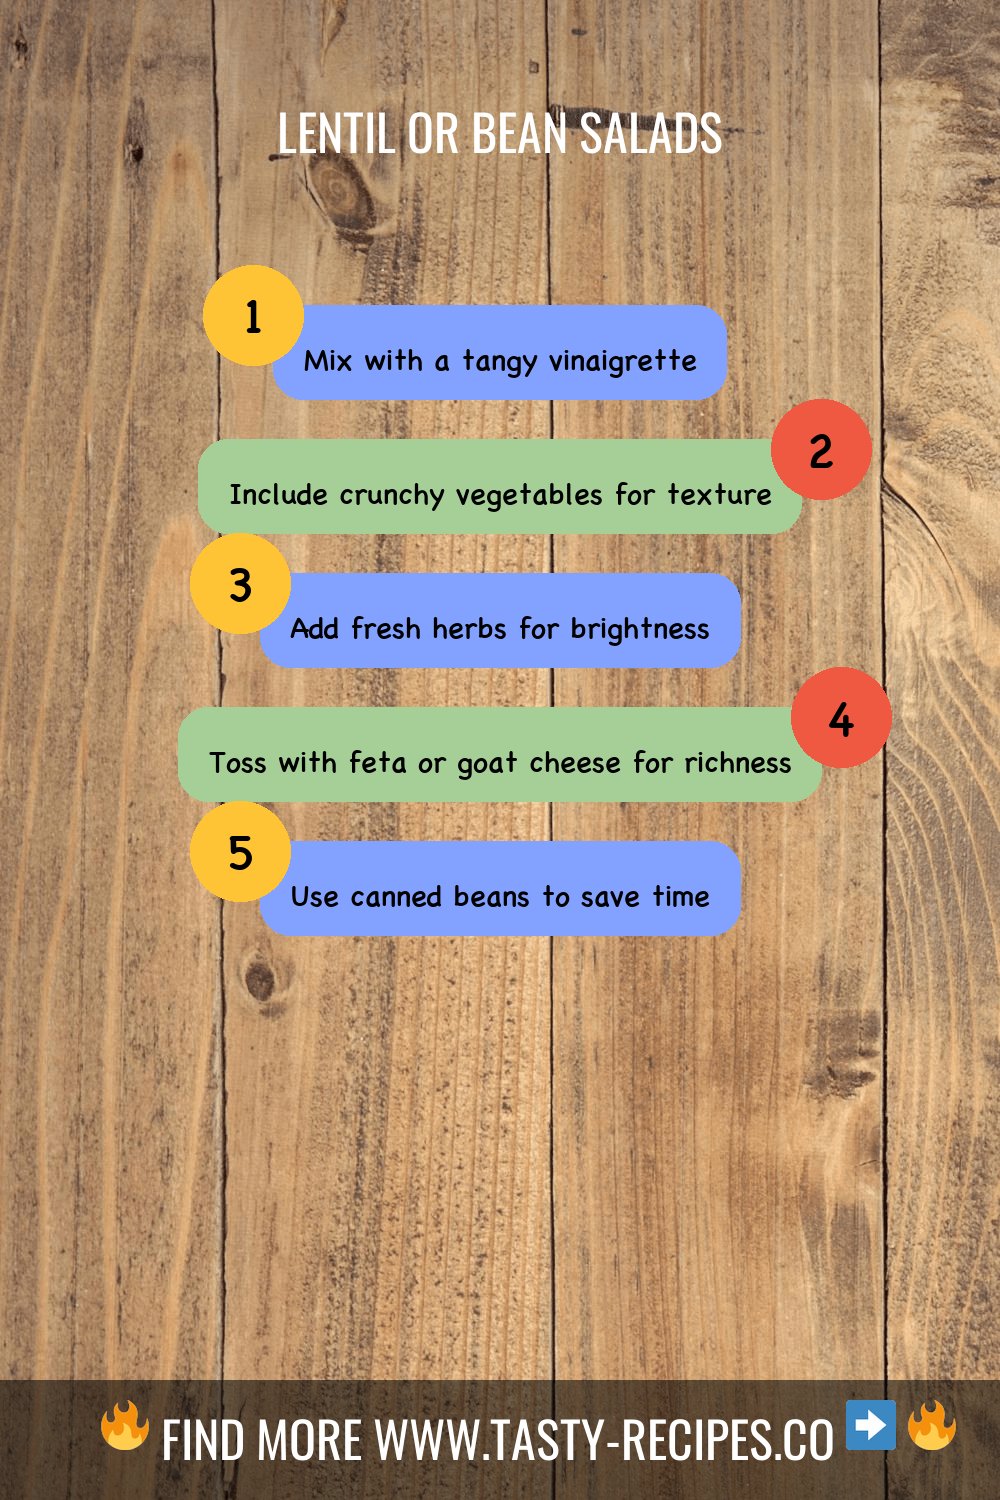 LENTIL OR BEAN SALADS
1
Mix with a tangy vinaigrette
2
Include crunchy vegetables for texture
3
Add fresh herbs for brightness
4
Toss with feta or goat cheese for richness
5
Use canned beans to save time
🔥 FIND MORE WWW.TASTY-RECIPES.CO ➡️ 🔥